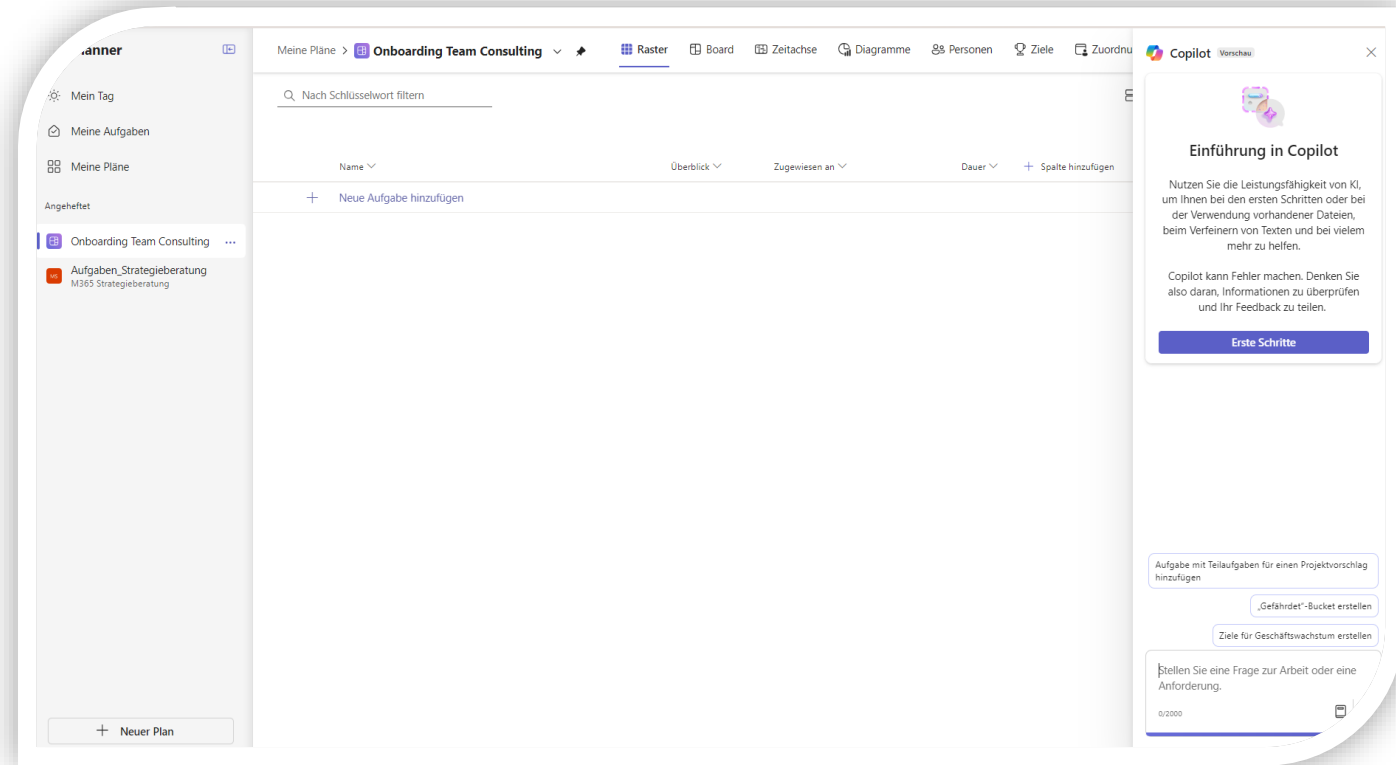 Mein Tag
Meine Aufgaben
Meine Pläne
Angeheftet
Onboarding Team Consulting
MS
Aufgaben_Strategieberatung
M365 Strategieberatung
Neuer Plan
Meine Pläne > Onboarding Team Consulting
Raster Board Zeitachse Diagramme Personen Ziele
Nach Schlüsselwort filtern
Name Überblick Zugewiesen an Dauer Spalte hinzufügen
Neue Aufgabe hinzufügen
Copilot Vorschau
Einführung in Copilot
Nutzen Sie die Leistungsfähigkeit von KI,
um Ihnen bei den ersten Schritten oder bei
der Verwendung vorhandener Dateien,
beim Verfeinern von Texten und bei vielem
mehr zu helfen.
Copilot kann Fehler machen. Denken Sie
also daran, Informationen zu überprüfen
und Ihr Feedback zu teilen.
Erste Schritte
Aufgabe mit Teilaufgaben für einen Projektvorschlag
hinzufügen
„Gefährdet"-Bucket erstellen
Ziele für Geschäftswachstum erstellen
Stellen Sie eine Frage zur Arbeit oder eine
Anforderung.
0/2000